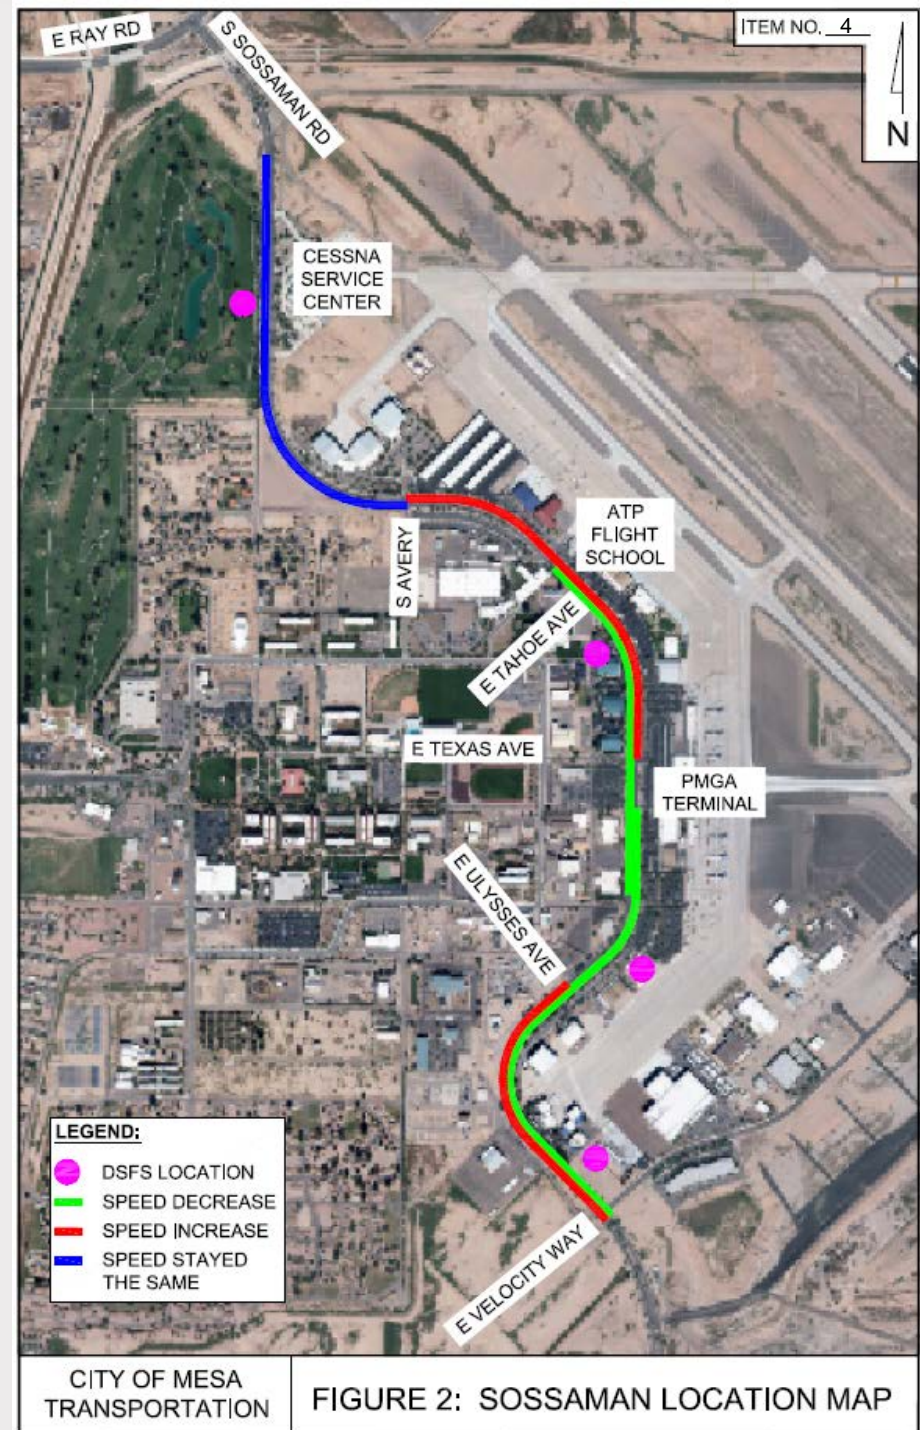 E RAY RD
S SOSSAMAN RD
ITEM NO. 4
N
CESSNA
SERVICE
CENTER
ATP
FLIGHT
SCHOOL
S AVERY
E TAHOE AVE
E TEXAS AVE
PMGA
TERMINAL
E ULYSSES AVE
LEGEND:
DSFS LOCATION
SPEED DECREASE
SPEED INCREASE
SPEED STAYED
THE SAME
E VELOCITY WAY
CITY OF MESA
TRANSPORTATION
FIGURE 2: SOSSAMAN LOCATION MAP